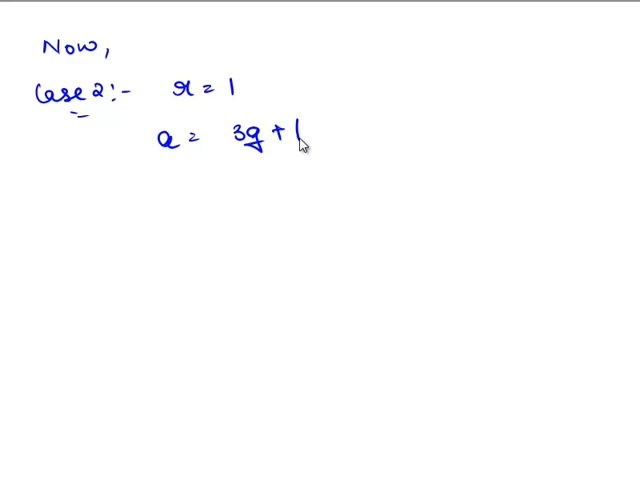 Now,
Case 2:- r = 1
a = 3q + 1